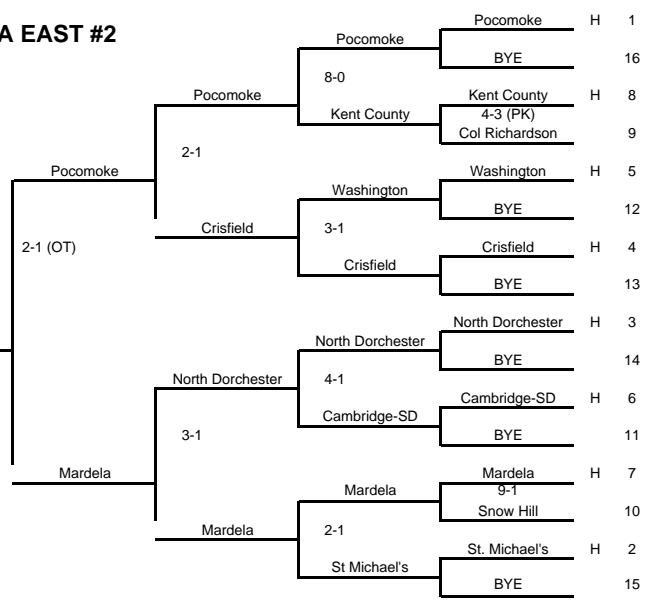 A EAST #2
Pocomoke H 1
Pocomoke
BYE 16
8-0
Pocomoke
Kent County H 8
4-3 (PK)
Kent County
Col Richardson 9
2-1
Pocomoke
Washington H 5
Washington
BYE 12
3-1
Crisfield
Crisfield H 4
2-1 (OT)
Crisfield
BYE 13
North Dorchester H 3
North Dorchester
BYE 14
4-1
North Dorchester
Cambridge-SD H 6
Cambridge-SD
BYE 11
3-1
Mardela
Mardela H 7
9-1
Mardela
Snow Hill 10
2-1
Mardela
St. Michael's H 2
St Michael's
BYE 15